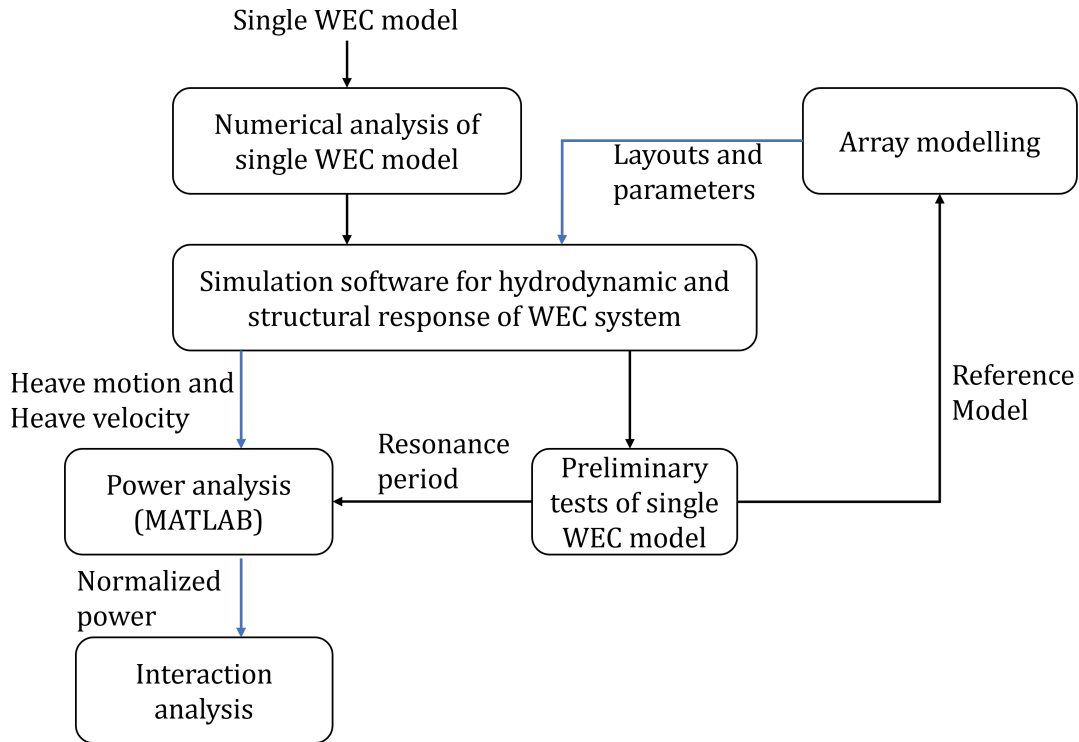 Single WEC model
Numerical analysis of
single WEC model
Array modelling
Layouts and
parameters
Simulation software for hydrodynamic and
structural response of WEC system
Heave motion and
Heave velocity
Reference
Model
Resonance
period
Power analysis
(MATLAB)
Preliminary
tests of single
WEC model
Normalized
power
Interaction
analysis